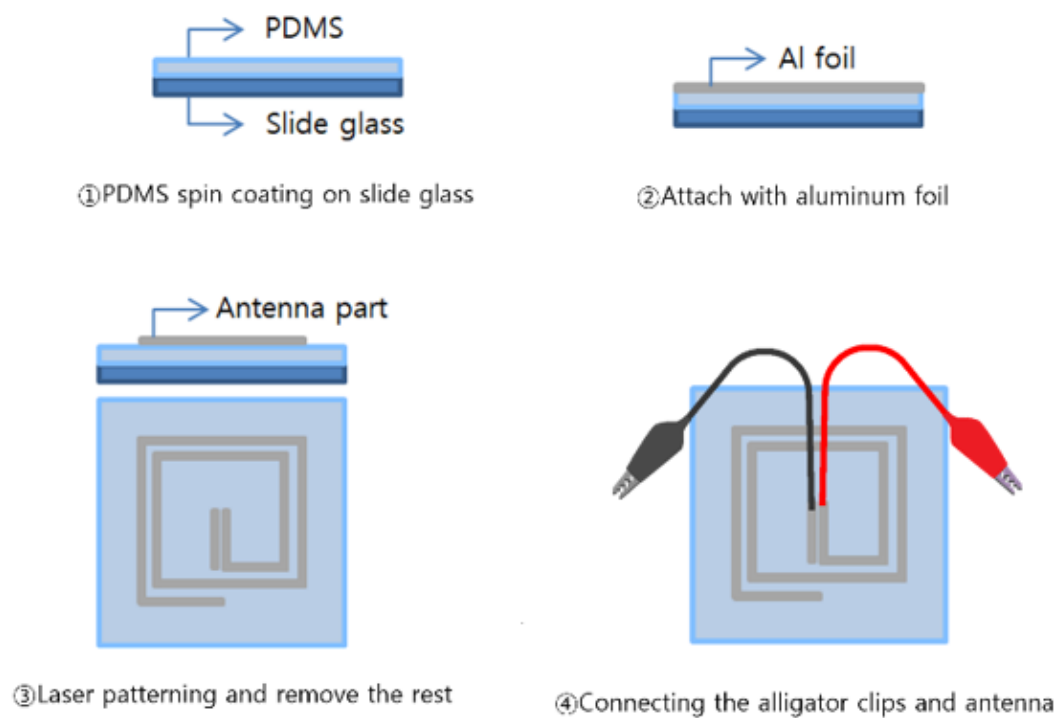 PDMS
Slide glass
①PDMS spin coating on slide glass
Al foil
②Attach with aluminum foil
Antenna part
③Laser patterning and remove the rest
④Connecting the alligator clips and antenna